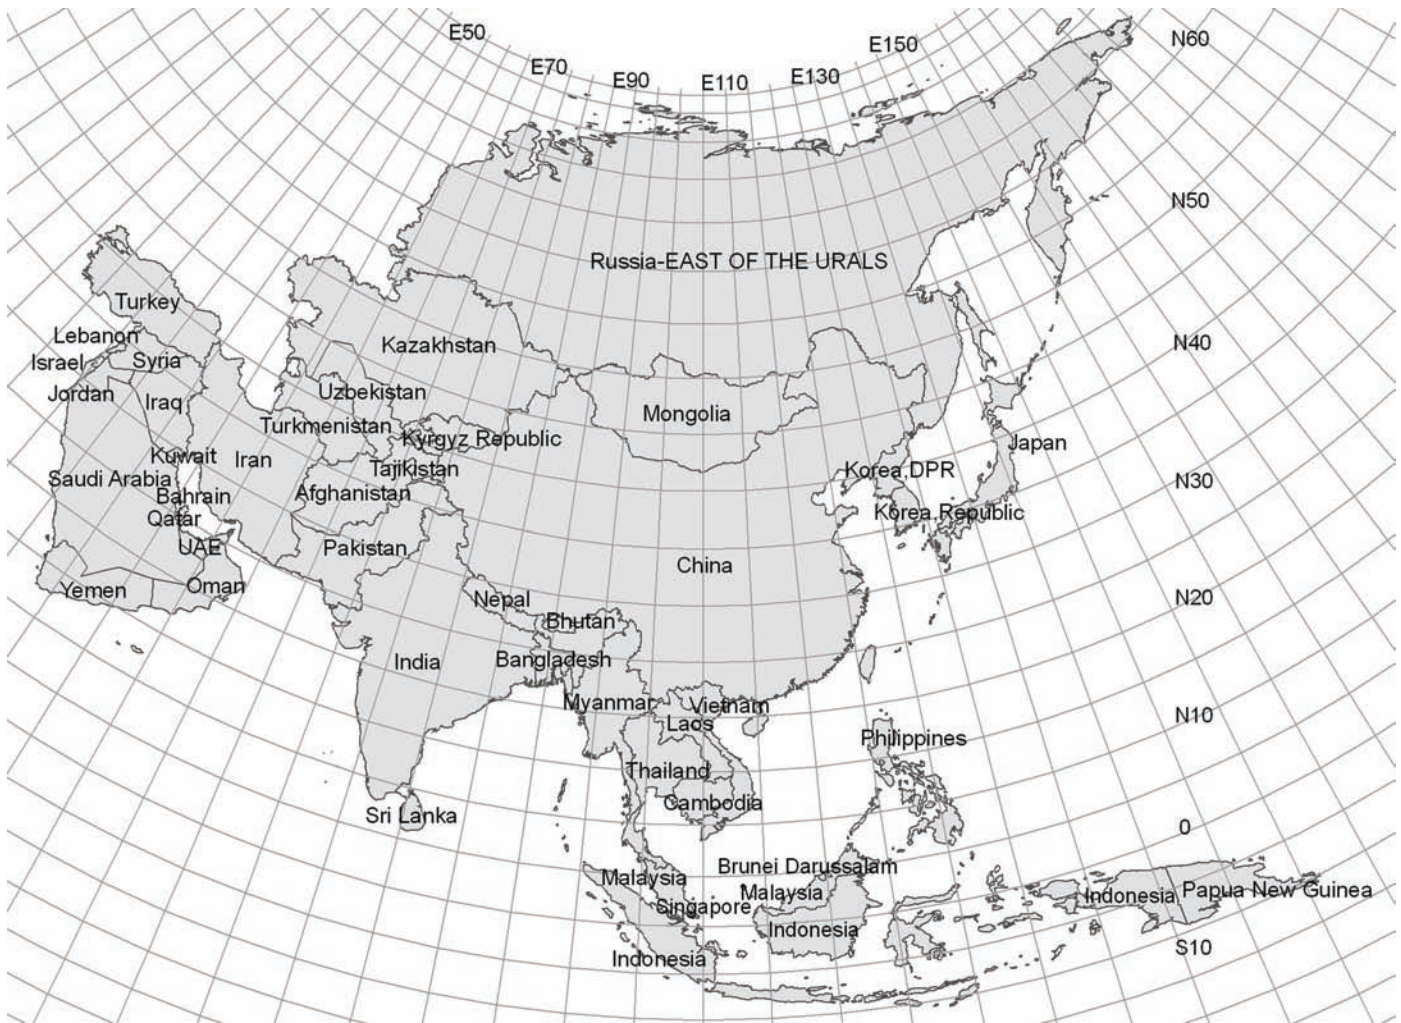 E50
E150
N60
E70
E90
E110
E130
N50
Russia-EAST OF THE URALS
Turkey
Lebanon
Kazakhstan
N40
Israel
Syria
Jordan
Uzbekistan
Iraq
Mongolia
Turkmenistan
Kyrgyz Republic
Japan
Kuwait
Iran
Tajikistan
Korea,DPR
Saudi Arabia
N30
Bahrain
Afghanistan
Qatar
Korea,Republic
UAE
Pakistan
China
Yemen
Oman
Nepal
N20
Bhutan
India
Bangladesh
Myanmar
Vietnam
Laos
N10
Philippines
Thailand
Cambodia
Sri Lanka
0
Brunei Darussalam
Malaysia
Malaysia
Indonesia
Papua New Guinea
Singapore
Indonesia
S10
Indonesia